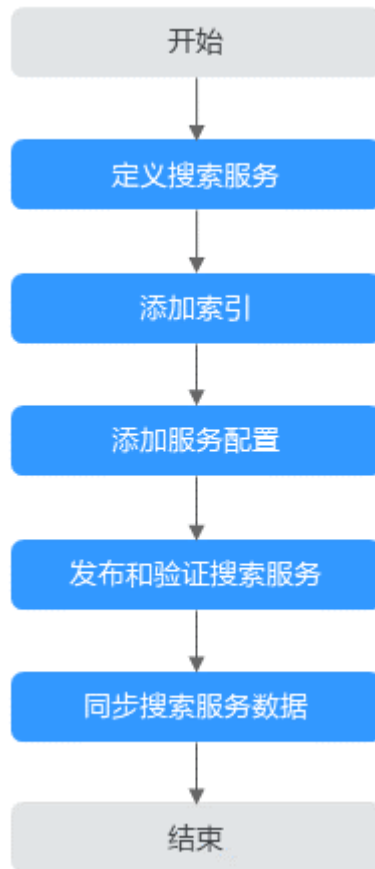 开始
定义搜索服务
添加索引
添加服务配置
发布和验证搜索服务
同步搜索服务数据
结束